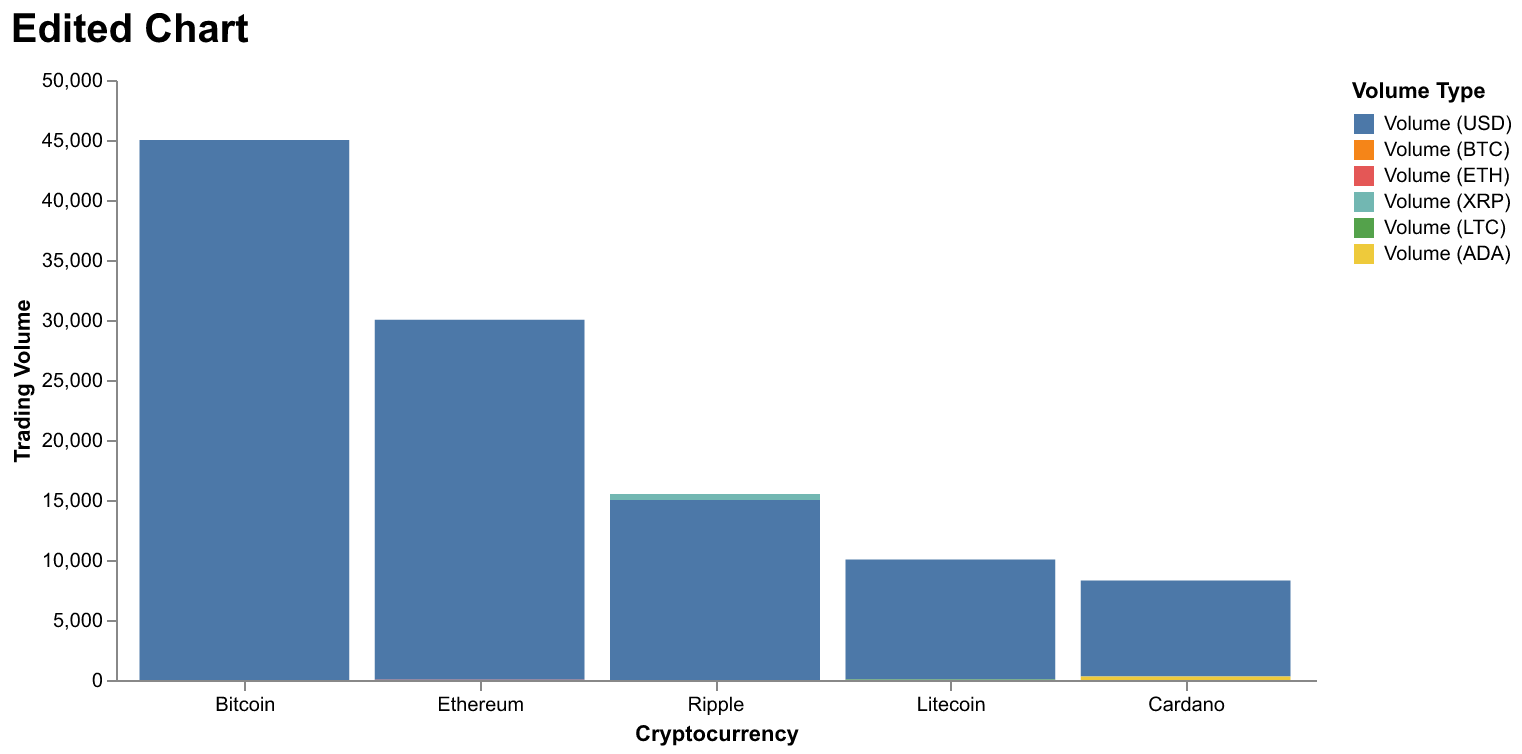 Edited Chart
50,000
45,000
40,000
35,000
30,000
25,000
20,000
15,000
10,000
5,000
0
Trading Volume
Bitcoin
Ethereum
Ripple
Litecoin
Cardano
Cryptocurrency
Volume Type
Volume (USD)
Volume (BTC)
Volume (ETH)
Volume (XRP)
Volume (LTC)
Volume (ADA)